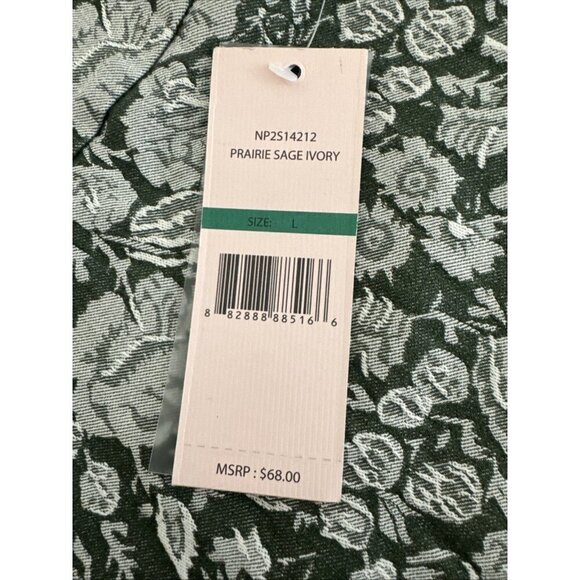 NP2S14212
PRAIRIE SAGE IVORY
SIZE: L
8 82888 88516 6
MSRP : $68.00